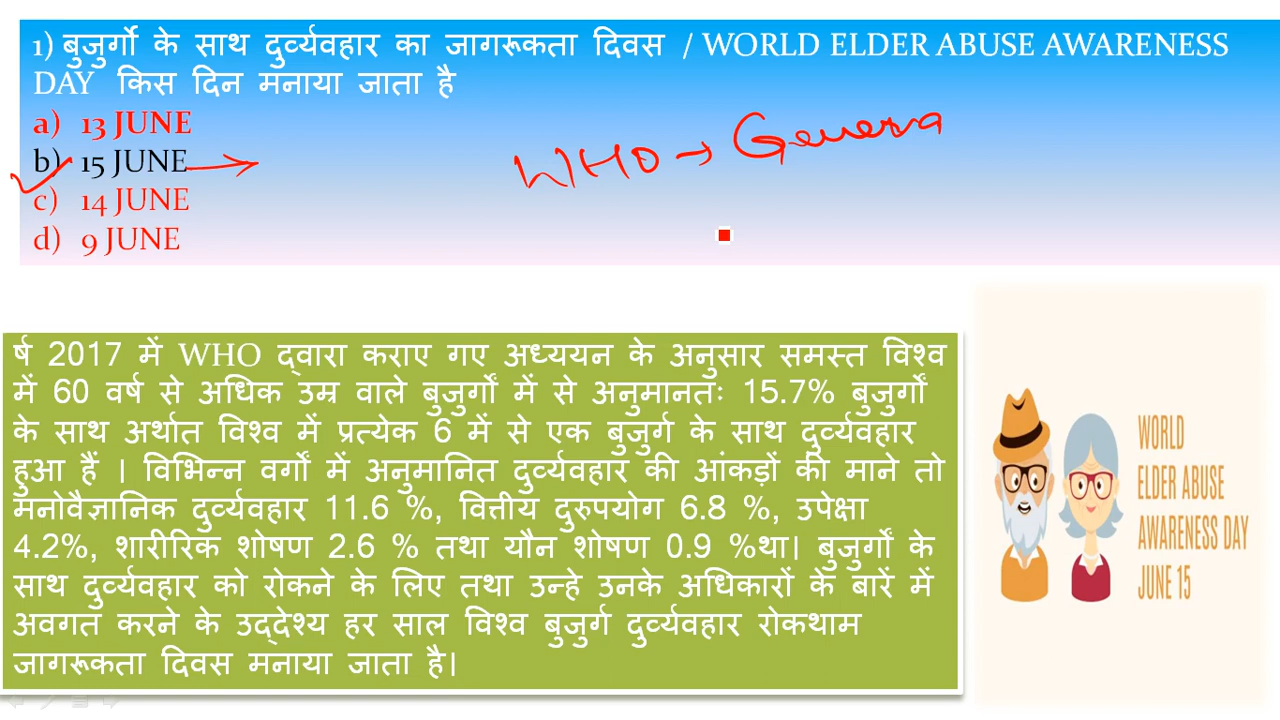 1) बुजुर्गो के साथ दुर्व्यवहार का जागरूकता दिवस / WORLD ELDER ABUSE AWARENESS
DAY किस दिन मनाया जाता है
a) 13 JUNE
b) 15 JUNE
c) 14 JUNE
d) 9 JUNE
WHO → Geneva
र्ष 2017 में WHO द्वारा कराए गए अध्ययन के अनुसार समस्त विश्व
में 60 वर्ष से अधिक उम्र वाले बुजुर्गों में से अनुमानतः 15.7% बुजुर्गों
के साथ अर्थात विश्व में प्रत्येक 6 में से एक बुजुर्ग के साथ दुर्व्यवहार
हुआ हैं । विभिन्न वर्गों में अनुमानित दुर्व्यवहार की आंकड़ों की माने तो
मनोवैज्ञानिक दुर्व्यवहार 11.6 %, वित्तीय दुरुपयोग 6.8 %, उपेक्षा
4.2%, शारीरिक शोषण 2.6 % तथा यौन शोषण 0.9 %था। बुजुर्गों के
साथ दुर्व्यवहार को रोकने के लिए तथा उन्हे उनके अधिकारों के बारें में
अवगत करने के उद्देश्य हर साल विश्व बुजुर्ग दुर्व्यवहार रोकथाम
जागरूकता दिवस मनाया जाता है।
WORLD
ELDER ABUSE
AWARENESS DAY
JUNE 15